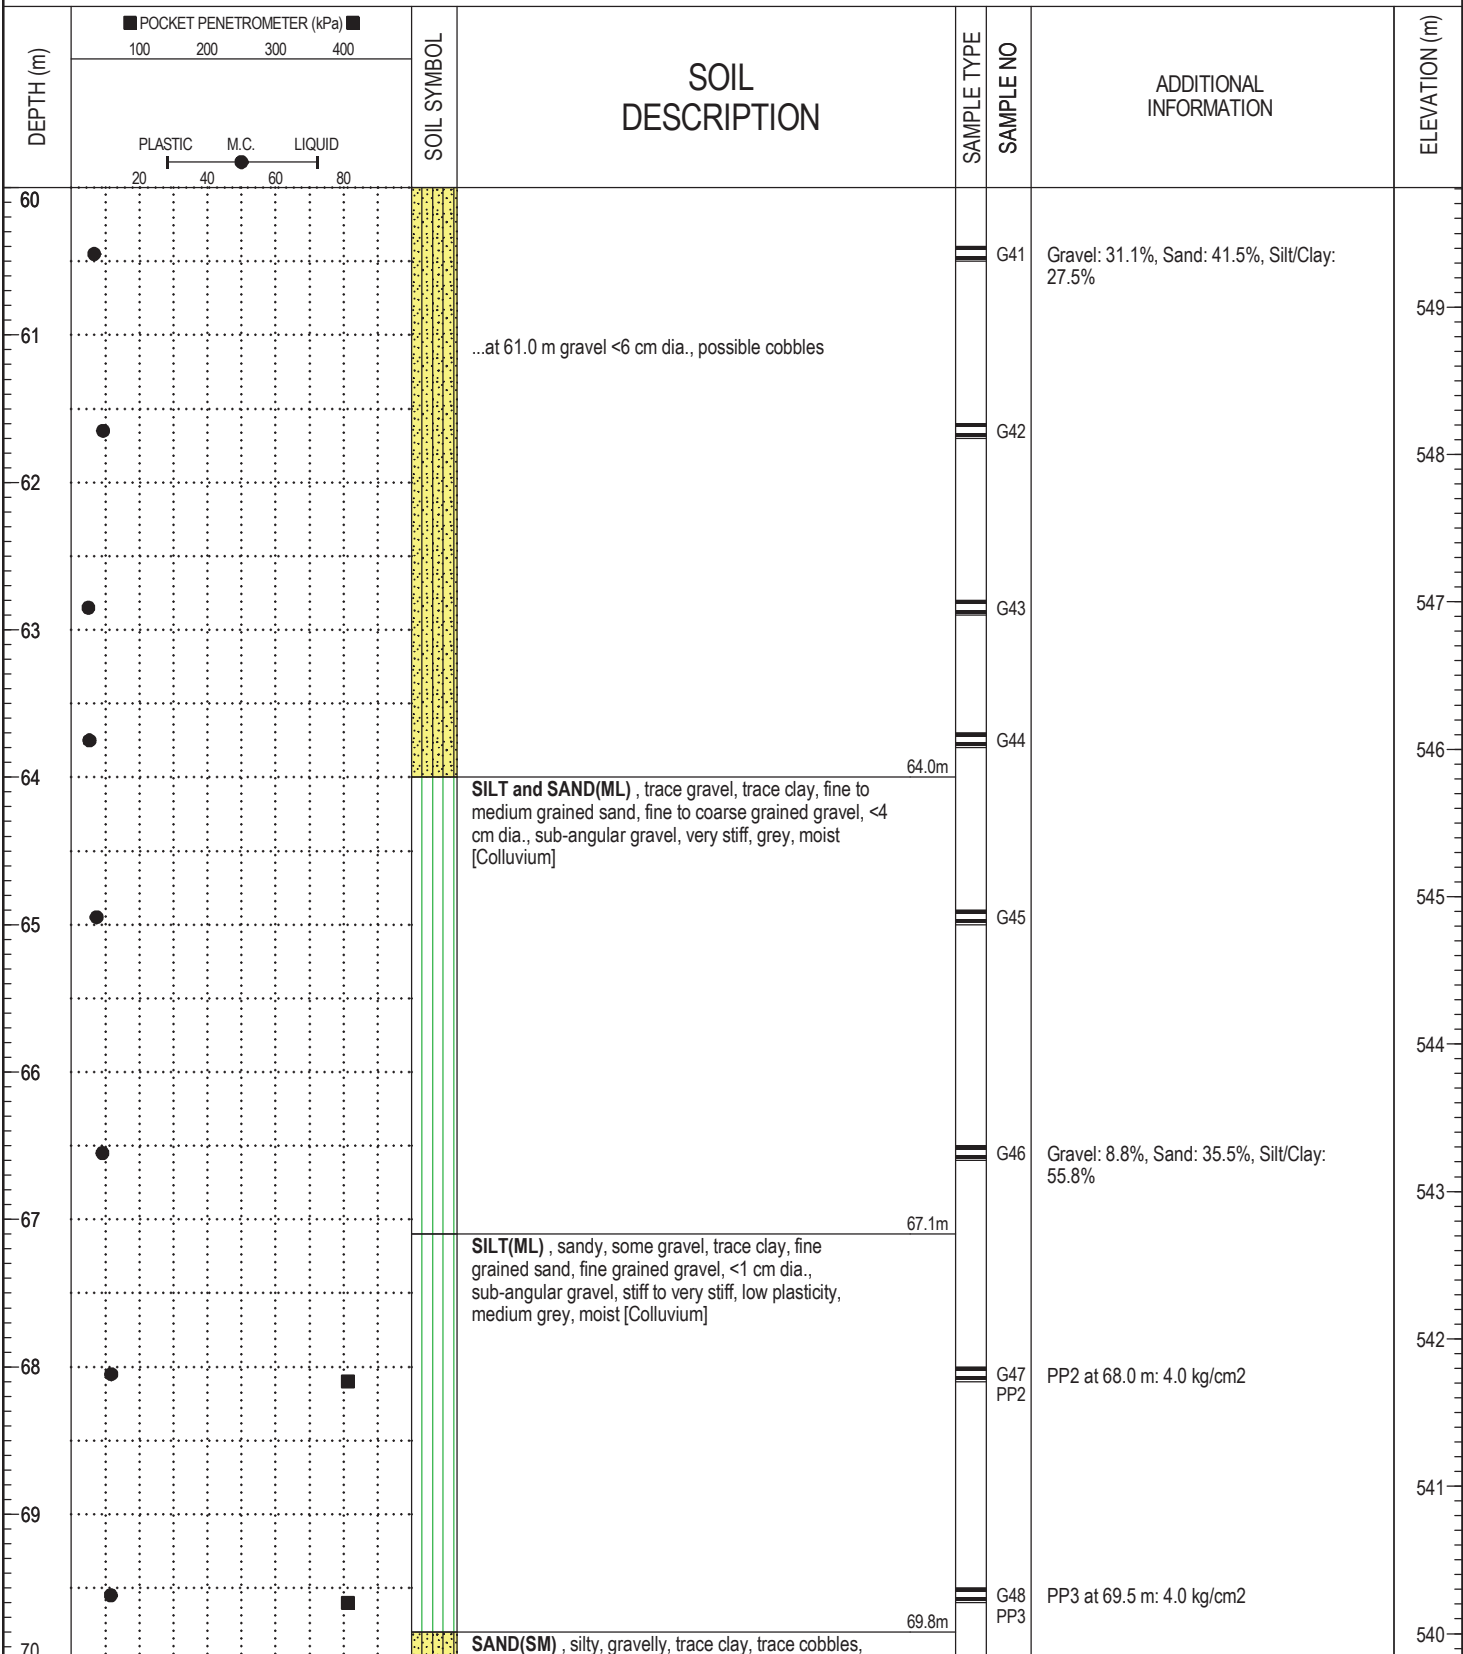 ■ POCKET PENETROMETER (kPa) ■
100 200 300 400
DEPTH (m)
PLASTIC M.C. LIQUID
20 40 60 80
SOIL SYMBOL
SOIL
DESCRIPTION
SAMPLE TYPE
SAMPLE NO
ADDITIONAL
INFORMATION
ELEVATION (m)
60
G41 Gravel: 31.1%, Sand: 41.5%, Silt/Clay:
27.5%
549
61
...at 61.0 m gravel <6 cm dia., possible cobbles
G42
548
62
547
G43
63
G44
546
64.0m
64
SILT and SAND(ML) , trace gravel, trace clay, fine to
medium grained sand, fine to coarse grained gravel, <4
cm dia., sub-angular gravel, very stiff, grey, moist
[Colluvium]
545
G45
65
544
66
G46 Gravel: 8.8%, Sand: 35.5%, Silt/Clay:
55.8%
543
67
67.1m
SILT(ML) , sandy, some gravel, trace clay, fine
grained sand, fine grained gravel, <1 cm dia.,
sub-angular gravel, stiff to very stiff, low plasticity,
medium grey, moist [Colluvium]
542
68
G47 PP2 at 68.0 m: 4.0 kg/cm2
PP2
541
69
G48 PP3 at 69.5 m: 4.0 kg/cm2
PP3
69.8m
540
70
SAND(SM) , silty, gravelly, trace clay, trace cobbles,